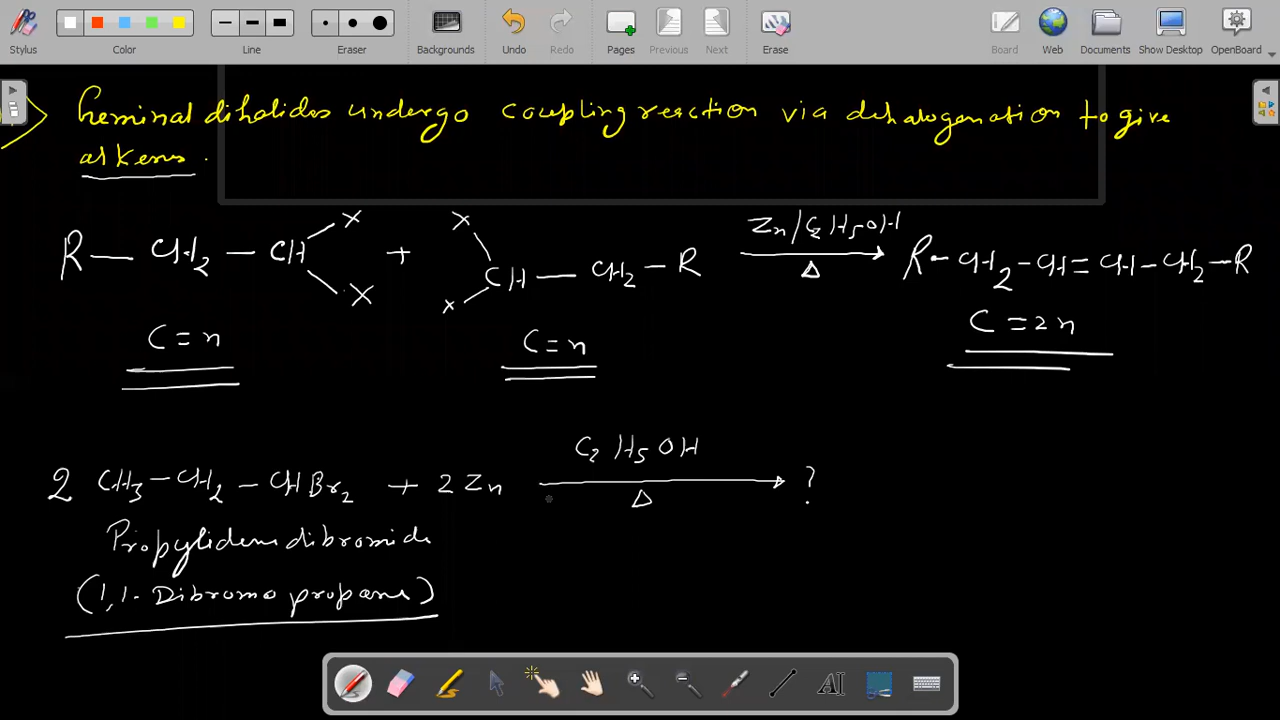 Stylus Color Line Eraser Backgrounds Undo Redo Pages Previous Next Erase Board Web Documents Show Desktop OpenBoard
Geminal dihalides undergo coupling reaction via dehalogenation to give
alkenes.
R — CH2 — CH X X + X X CH — CH2 — R Zn/C2H5OH Δ R - CH2 - CH = CH - CH2 - R
C = n C = n C = 2n
2 CH3 - CH2 - CHBr2 + 2Zn C2H5OH Δ ?
Propylidene dibromide
(1,1-Dibromo propane)
AI